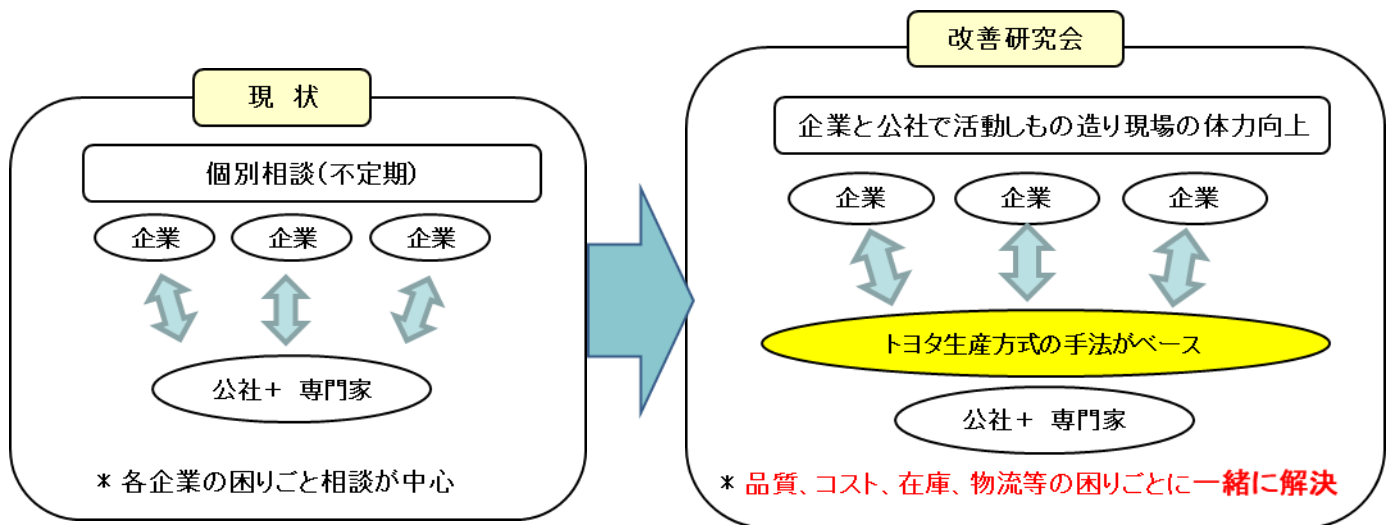 現 状
個別相談(不定期)
企業 企業 企業
公社+ 専門家
* 各企業の困りごと相談が中心
改善研究会
企業と公社で活動しもの造り現場の体力向上
企業 企業 企業
トヨタ生産方式の手法がベース
公社+ 専門家
* 品質、コスト、在庫、物流等の困りごとに一緒に解決